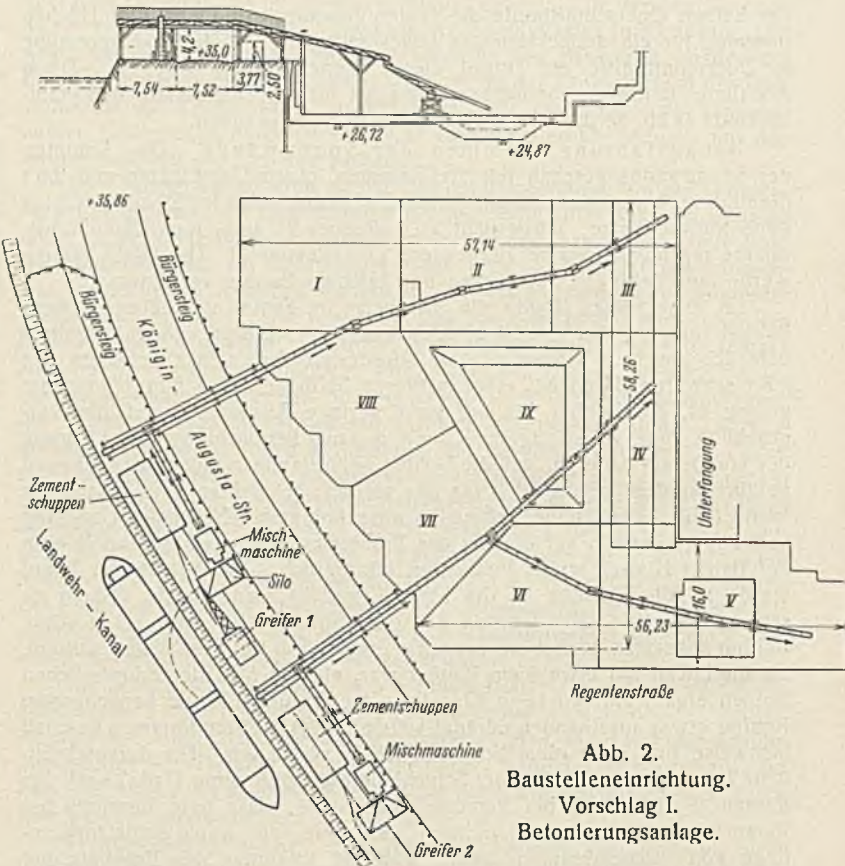 4,2
+35,0
7,54
7,52
3,77
2,50
≈+26,72
≈+24,87
+35,86
Bürgersteig
Königin-
Bürgersteig
Augusta-Str.
57,14
I
II
III
58,26
VIII
IX
IV
VII
Unterfangung
Zement-
schuppen
Misch-
maschine
Silo
Greifer 1
Landwehr-Kanal
VI
16,0
V
56,23
Regentenstraße
Zementschuppen
Mischmaschine
Greifer 2
Abb. 2.
Baustelleneinrichtung.
Vorschlag I.
Betonierungsanlage.